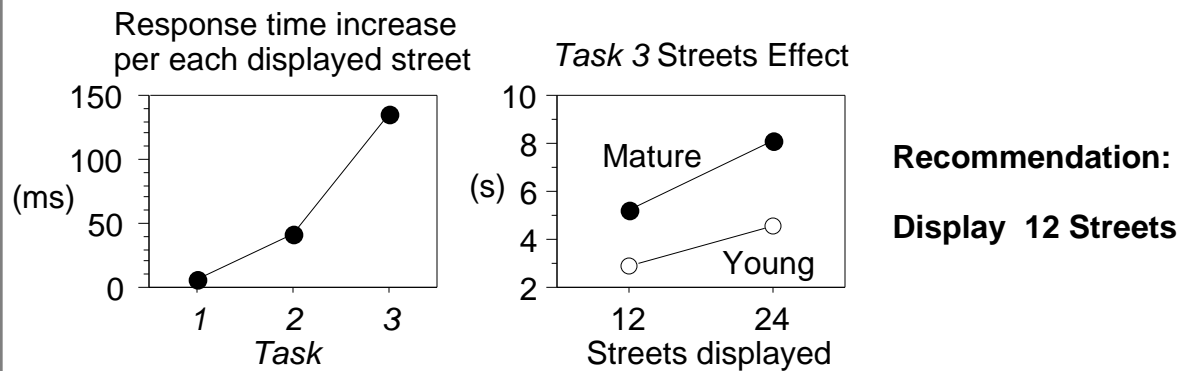 Response time increase
per each displayed street
150
100
50
0
(ms)
1 2 3
Task
Task 3 Streets Effect
10
8
6
4
2
(s)
Mature
Young
12 24
Streets displayed
Recommendation:
Display 12 Streets